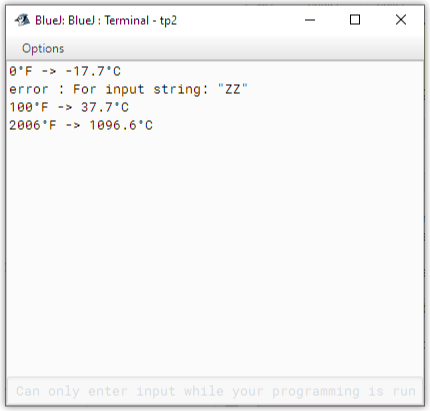 BlueJ: BlueJ : Terminal - tp2
Options
0°F -> -17.7°C
error : For input string: "ZZ"
100°F -> 37.7°C
2006°F -> 1096.6°C
Can only enter input while your programming is run